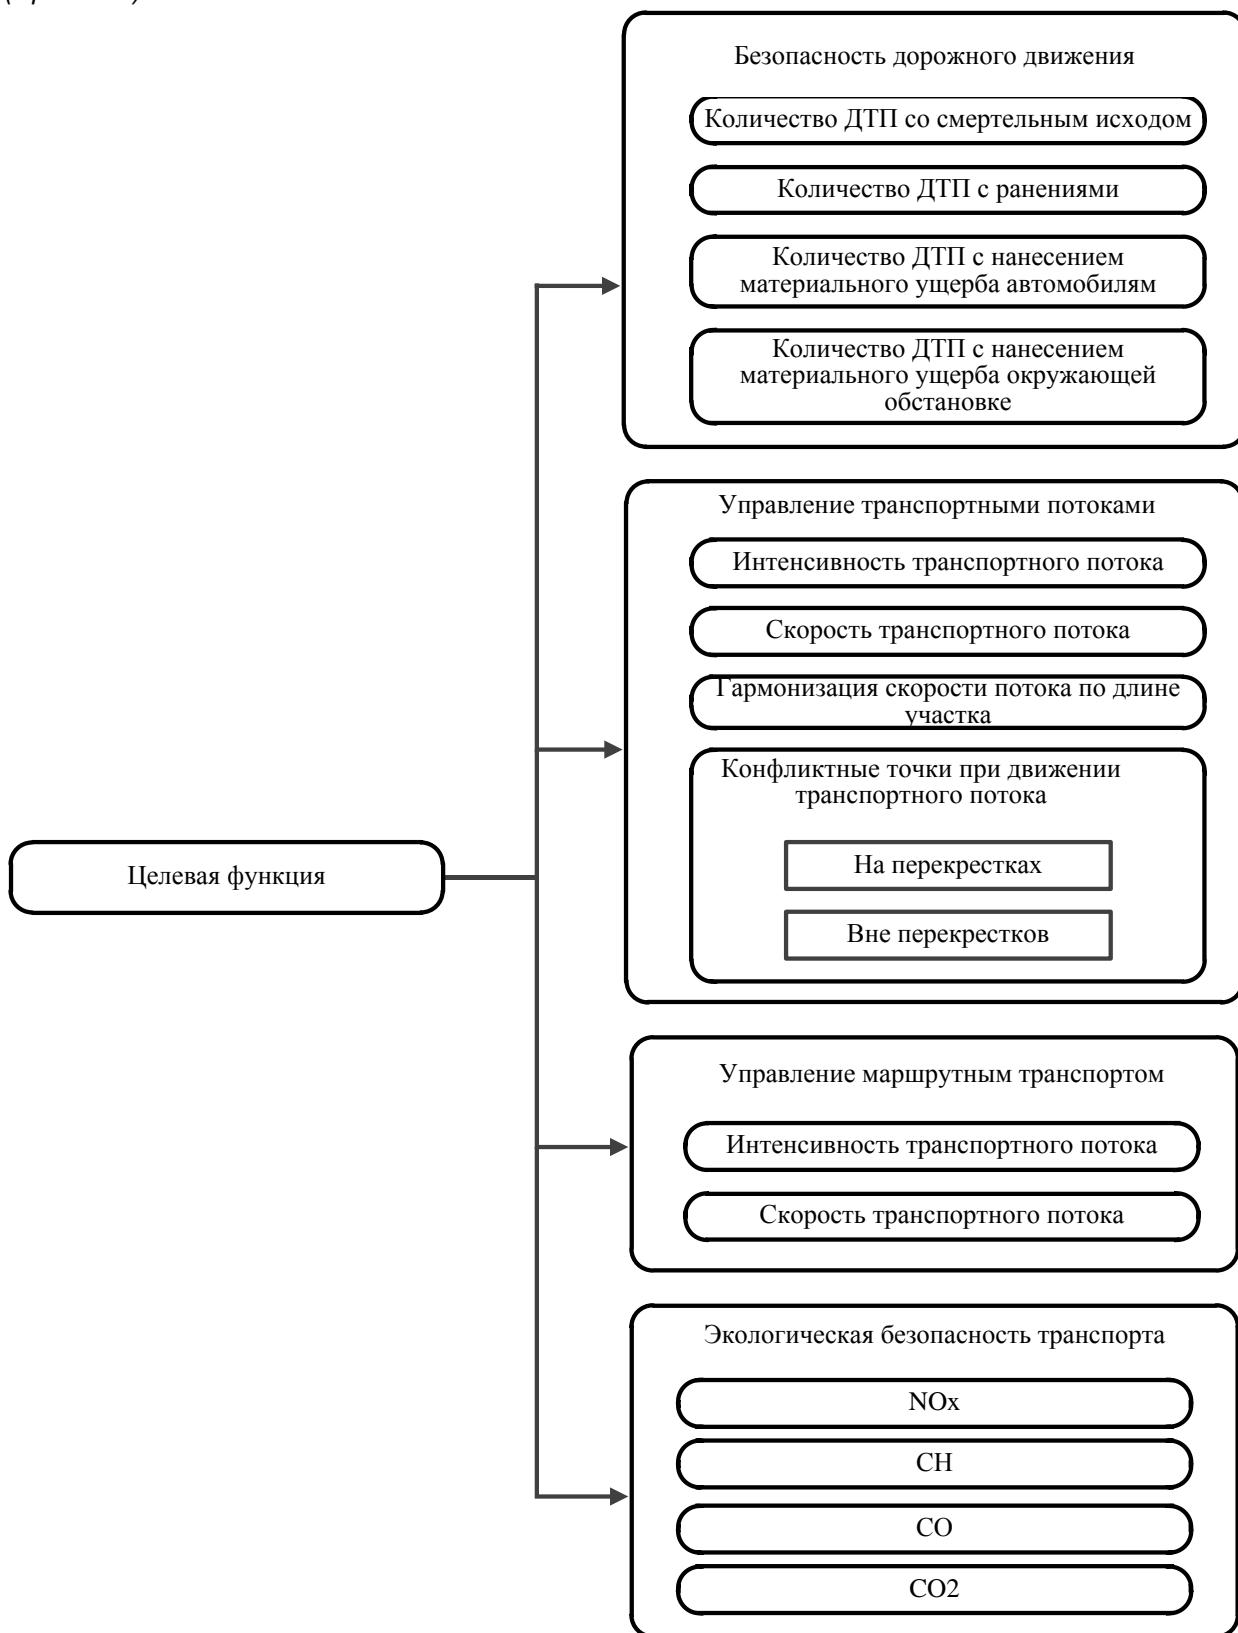 Безопасность дорожного движения
Количество ДТП со смертельным исходом
Количество ДТП с ранениями
Количество ДТП с нанесением
материального ущерба автомобилям
Количество ДТП с нанесением
материального ущерба окружающей
обстановке
Управление транспортными потоками
Интенсивность транспортного потока
Скорость транспортного потока
Гармонизация скорости потока по длине
участка
Конфликтные точки при движении
транспортного потока
На перекрестках
Вне перекрестков
Целевая функция
Управление маршрутным транспортом
Интенсивность транспортного потока
Скорость транспортного потока
Экологическая безопасность транспорта
NOx
CH
CO
CO2